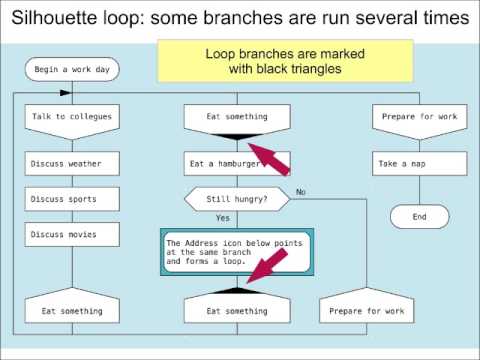 Silhouette loop: some branches are run several times
Loop branches are marked
with black triangles
Begin a work day
Talk to collegues
Eat something
Prepare for work
Discuss weather
Eat a hamburger
Take a nap
Discuss sports
Still hungry?
No
Yes
End
Discuss movies
The Address icon below points
at the same branch
and forms a loop.
Eat something
Eat something
Prepare for work